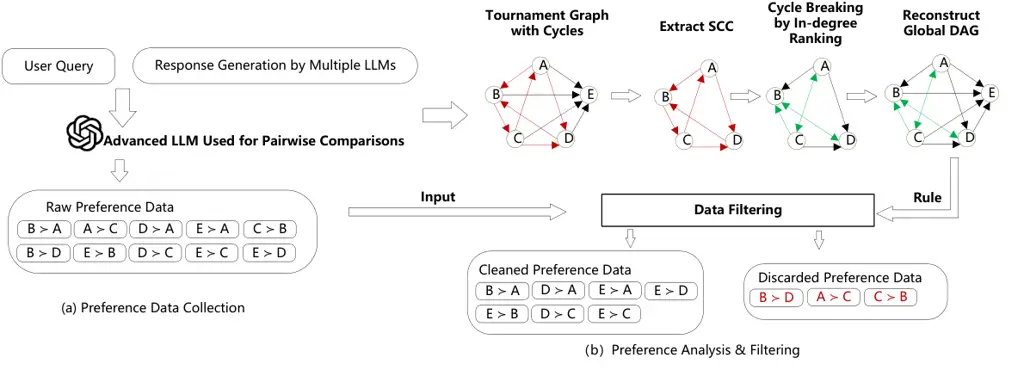 User Query
Response Generation by Multiple LLMs
Advanced LLM Used for Pairwise Comparisons
Raw Preference Data
B ≻ A
A ≻ C
D ≻ A
E ≻ A
C ≻ B
B ≻ D
E ≻ B
D ≻ C
E ≻ C
E ≻ D
(a) Preference Data Collection
Tournament Graph
with Cycles
Extract SCC
Cycle Breaking
by In-degree
Ranking
Reconstruct
Global DAG
A
B
E
C
D
A
B
C
D
A
B
C
D
A
B
E
C
D
Input
Data Filtering
Rule
Cleaned Preference Data
B ≻ A
D ≻ A
E ≻ A
E ≻ D
E ≻ B
D ≻ C
E ≻ C
Discarded Preference Data
B ≻ D
A ≻ C
C ≻ B
(b) Preference Analysis & Filtering